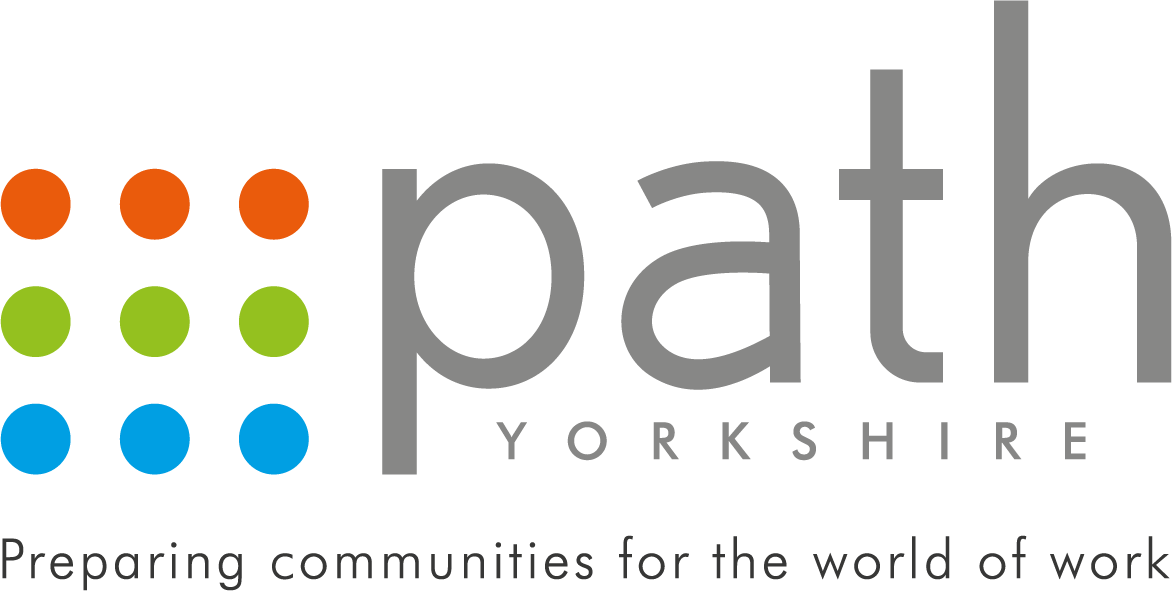 path
YORKSHIRE
Preparing communities for the world of work